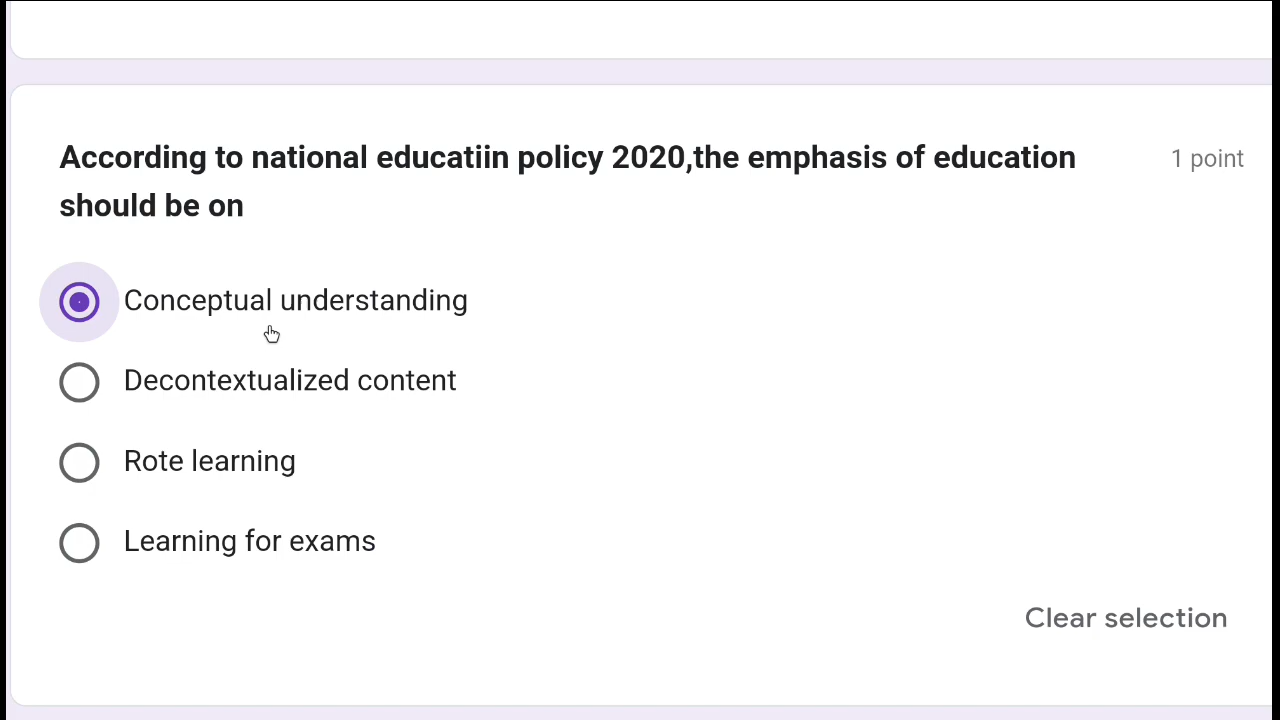 According to national educatiin policy 2020,the emphasis of education
should be on
1 point
Conceptual understanding
Decontextualized content
Rote learning
Learning for exams
Clear selection